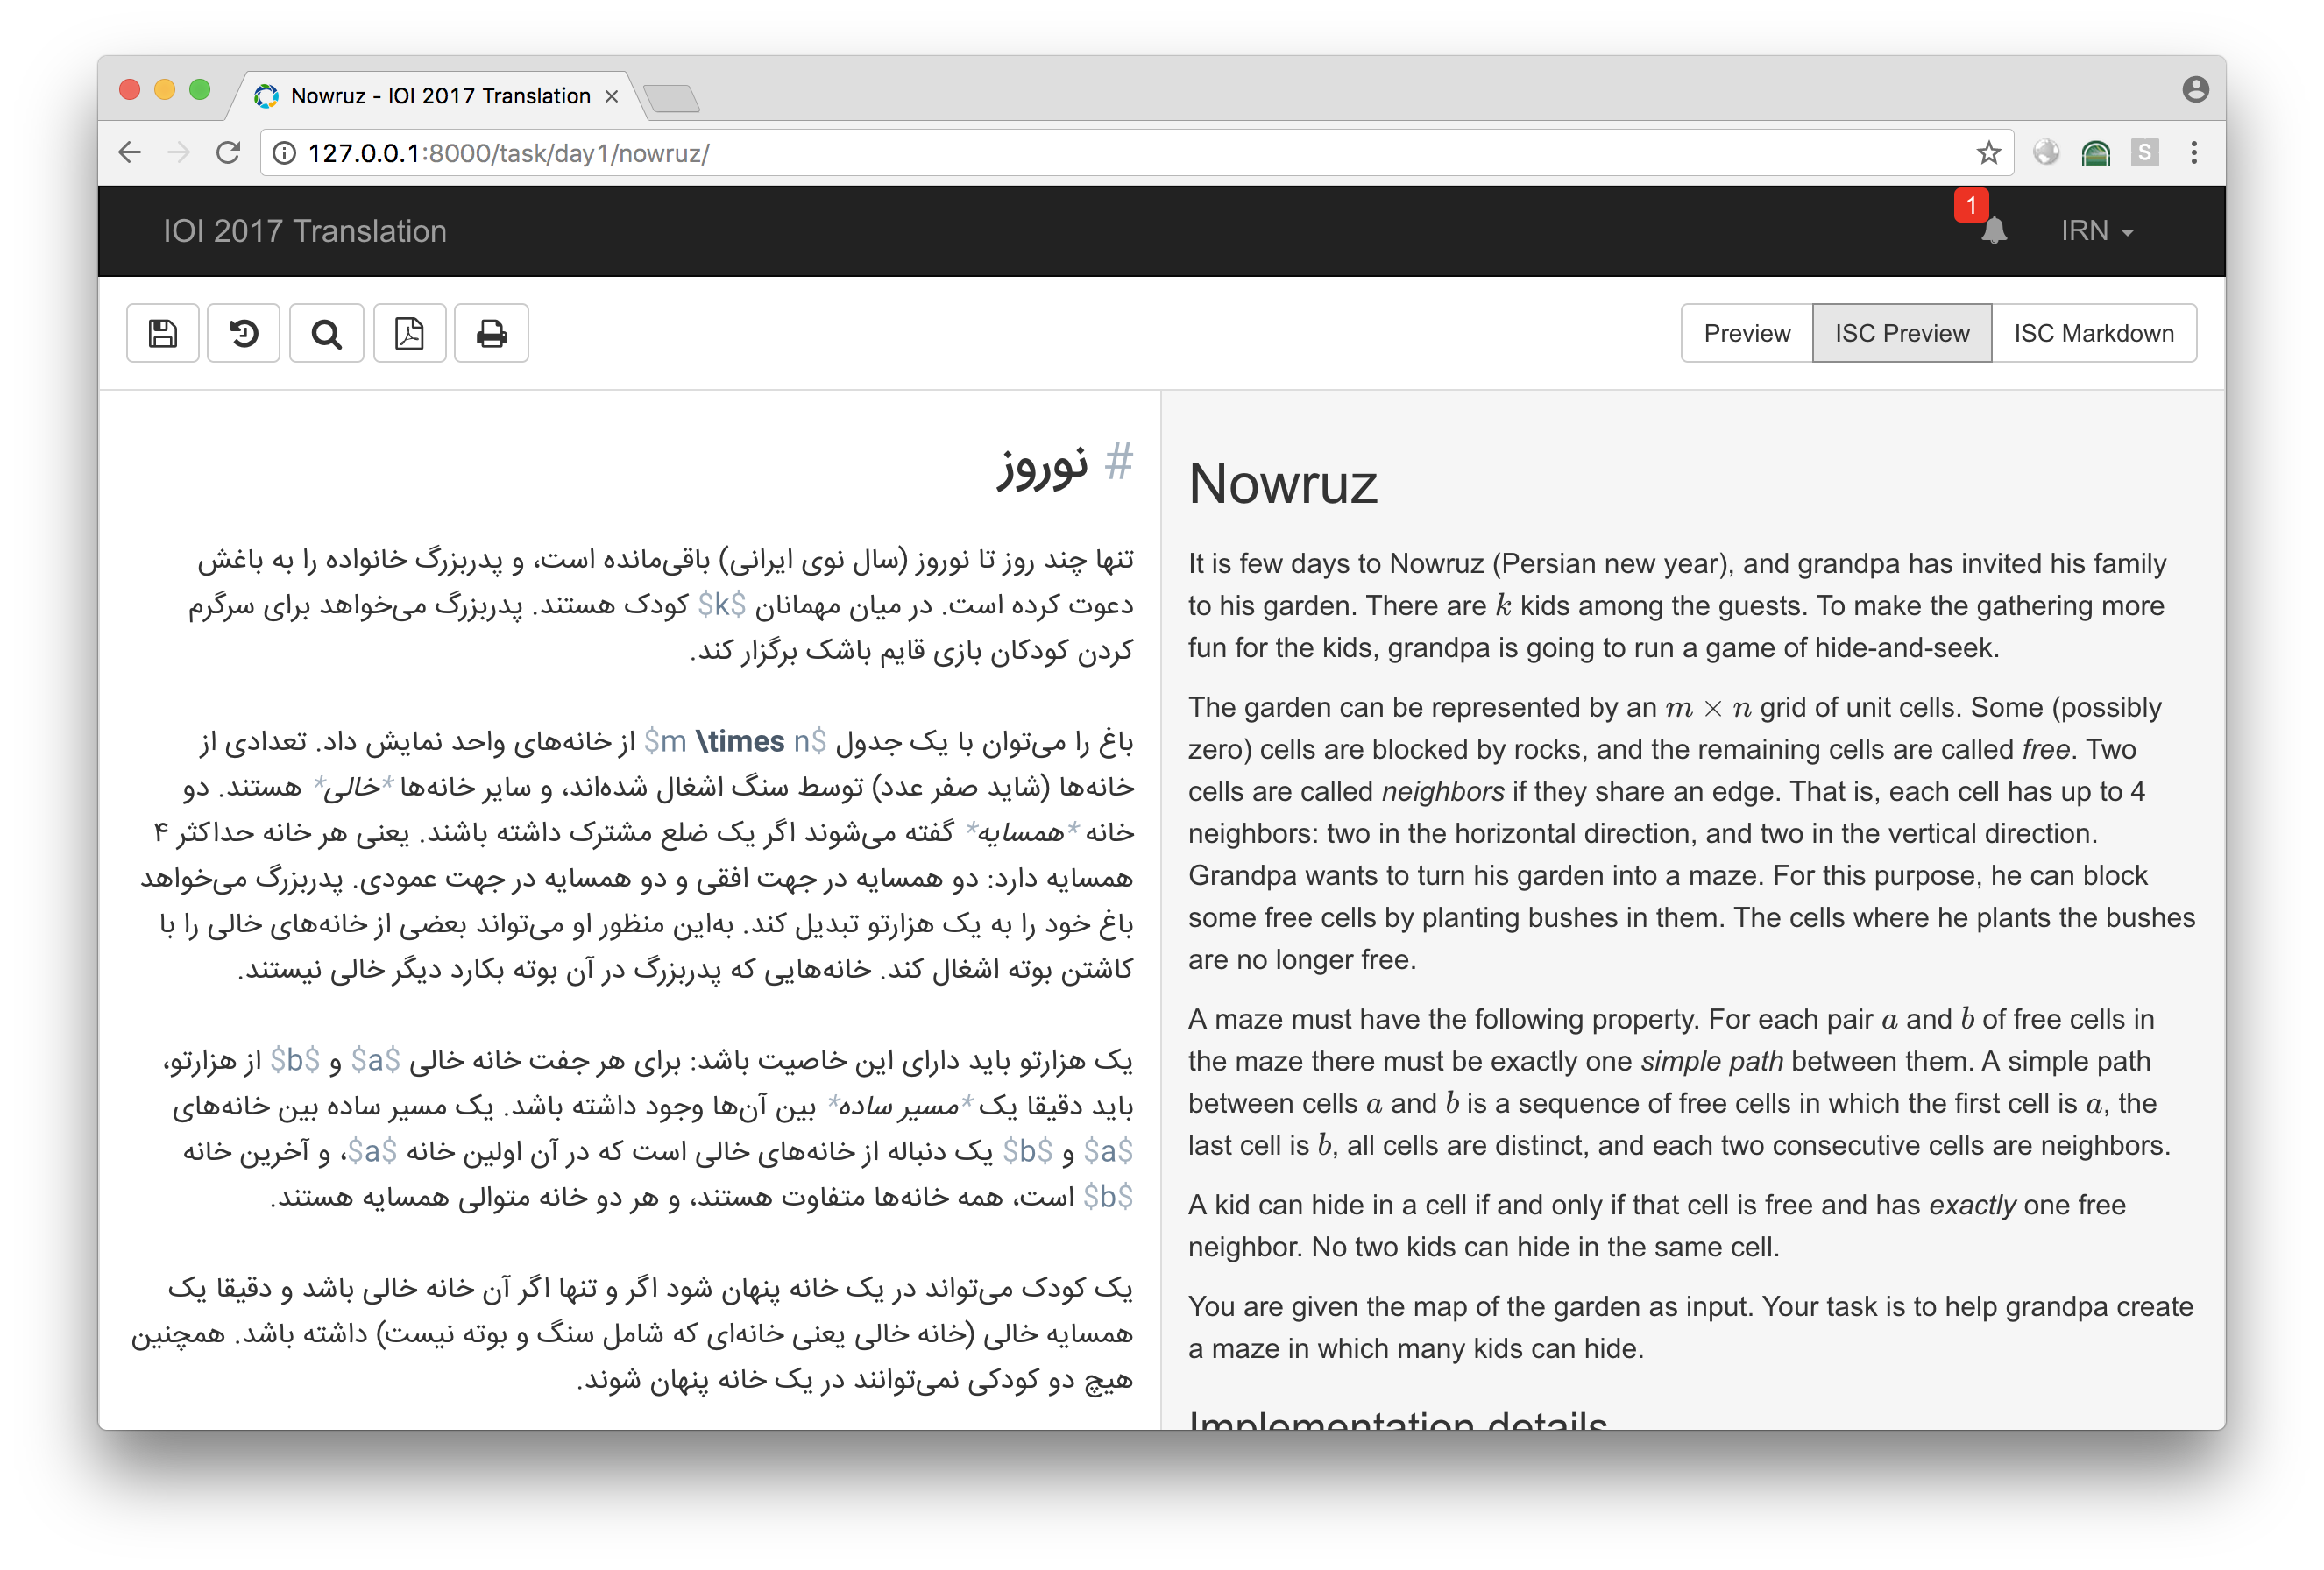 Nowruz - IOI 2017 Translation
127.0.0.1:8000/task/day1/nowruz/
S
IOI 2017 Translation
1
IRN
Preview
ISC Preview
ISC Markdown
# نوروز
تنها چند روز تا نوروز (سال نوی ایرانی) باقی‌مانده است، و پدربزرگ خانواده را به باغش
دعوت کرده است. در میان مهمانان $k$ کودک هستند. پدربزرگ می‌خواهد برای سرگرم
کردن کودکان بازی قایم باشک برگزار کند.
باغ را می‌توان با یک جدول $m \times n$ از خانه‌های واحد نمایش داد. تعدادی از
خانه‌ها (شاید صفر عدد) توسط سنگ اشغال شده‌اند، و سایر خانه‌ها *خالی* هستند. دو
خانه *همسایه* گفته می‌شوند اگر یک ضلع مشترک داشته باشند. یعنی هر خانه حداکثر ۴
همسایه دارد: دو همسایه در جهت افقی و دو همسایه در جهت عمودی. پدربزرگ می‌خواهد
باغ خود را به یک هزارتو تبدیل کند. به‌این منظور او می‌تواند بعضی از خانه‌های خالی را با
کاشتن بوته اشغال کند. خانه‌هایی که پدربزرگ در آن بوته بکارد دیگر خالی نیستند.
یک هزارتو باید دارای این خاصیت باشد: برای هر جفت خانه خالی $a$ و $b$ از هزارتو،
باید دقیقا یک *مسیر ساده* بین آن‌ها وجود داشته باشد. یک مسیر ساده بین خانه‌های
$a$ و $b$ یک دنباله از خانه‌های خالی است که در آن اولین خانه $a$، و آخرین خانه
$b$ است، همه خانه‌ها متفاوت هستند، و هر دو خانه متوالی همسایه هستند.
یک کودک می‌تواند در یک خانه پنهان شود اگر و تنها اگر آن خانه خالی باشد و دقیقا یک
همسایه خالی (خانه خالی یعنی خانه‌ای که شامل سنگ و بوته نیست) داشته باشد. همچنین
هیچ دو کودکی نمی‌توانند در یک خانه پنهان شوند.
Nowruz
It is few days to Nowruz (Persian new year), and grandpa has invited his family
to his garden. There are k kids among the guests. To make the gathering more
fun for the kids, grandpa is going to run a game of hide-and-seek.
The garden can be represented by an m × n grid of unit cells. Some (possibly
zero) cells are blocked by rocks, and the remaining cells are called free. Two
cells are called neighbors if they share an edge. That is, each cell has up to 4
neighbors: two in the horizontal direction, and two in the vertical direction.
Grandpa wants to turn his garden into a maze. For this purpose, he can block
some free cells by planting bushes in them. The cells where he plants the bushes
are no longer free.
A maze must have the following property. For each pair a and b of free cells in
the maze there must be exactly one simple path between them. A simple path
between cells a and b is a sequence of free cells in which the first cell is a, the
last cell is b, all cells are distinct, and each two consecutive cells are neighbors.
A kid can hide in a cell if and only if that cell is free and has exactly one free
neighbor. No two kids can hide in the same cell.
You are given the map of the garden as input. Your task is to help grandpa create
a maze in which many kids can hide.
Implementation details